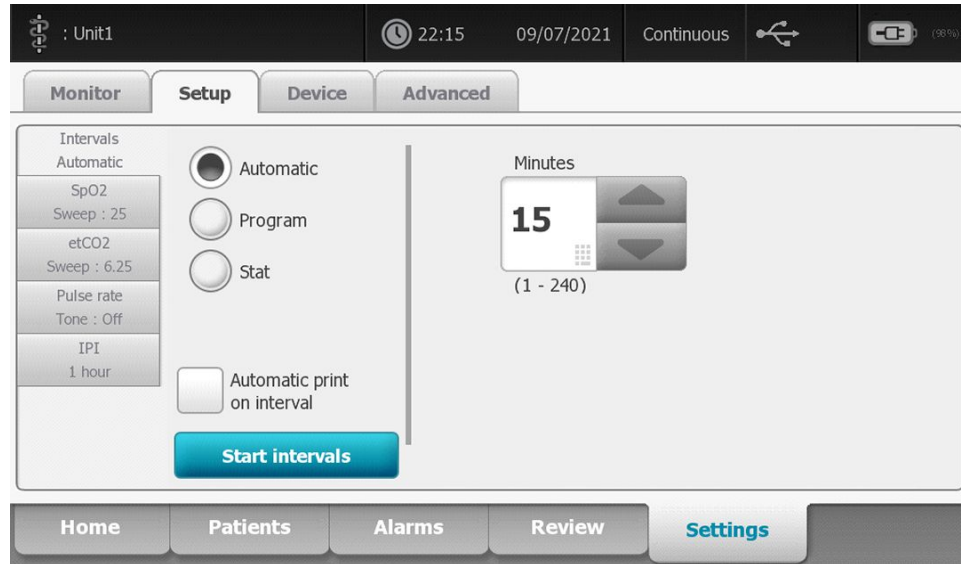 : Unit1 22:15 09/07/2021 Continuous (98%)
Monitor Setup Device Advanced
Intervals
Automatic
SpO2
Sweep : 25
etCO2
Sweep : 6.25
Pulse rate
Tone : Off
IPI
1 hour
Automatic
Program
Stat
Automatic print
on interval
Start intervals
Minutes
15
(1 - 240)
Home Patients Alarms Review Settings